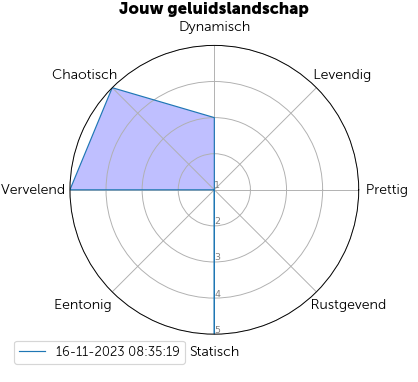 Jouw geluidslandschap
Dynamisch
Chaotisch
Levendig
Vervelend
1
Prettig
2
3
4
Eentonig
Rustgevend
5
16-11-2023 08:35:19
Statisch